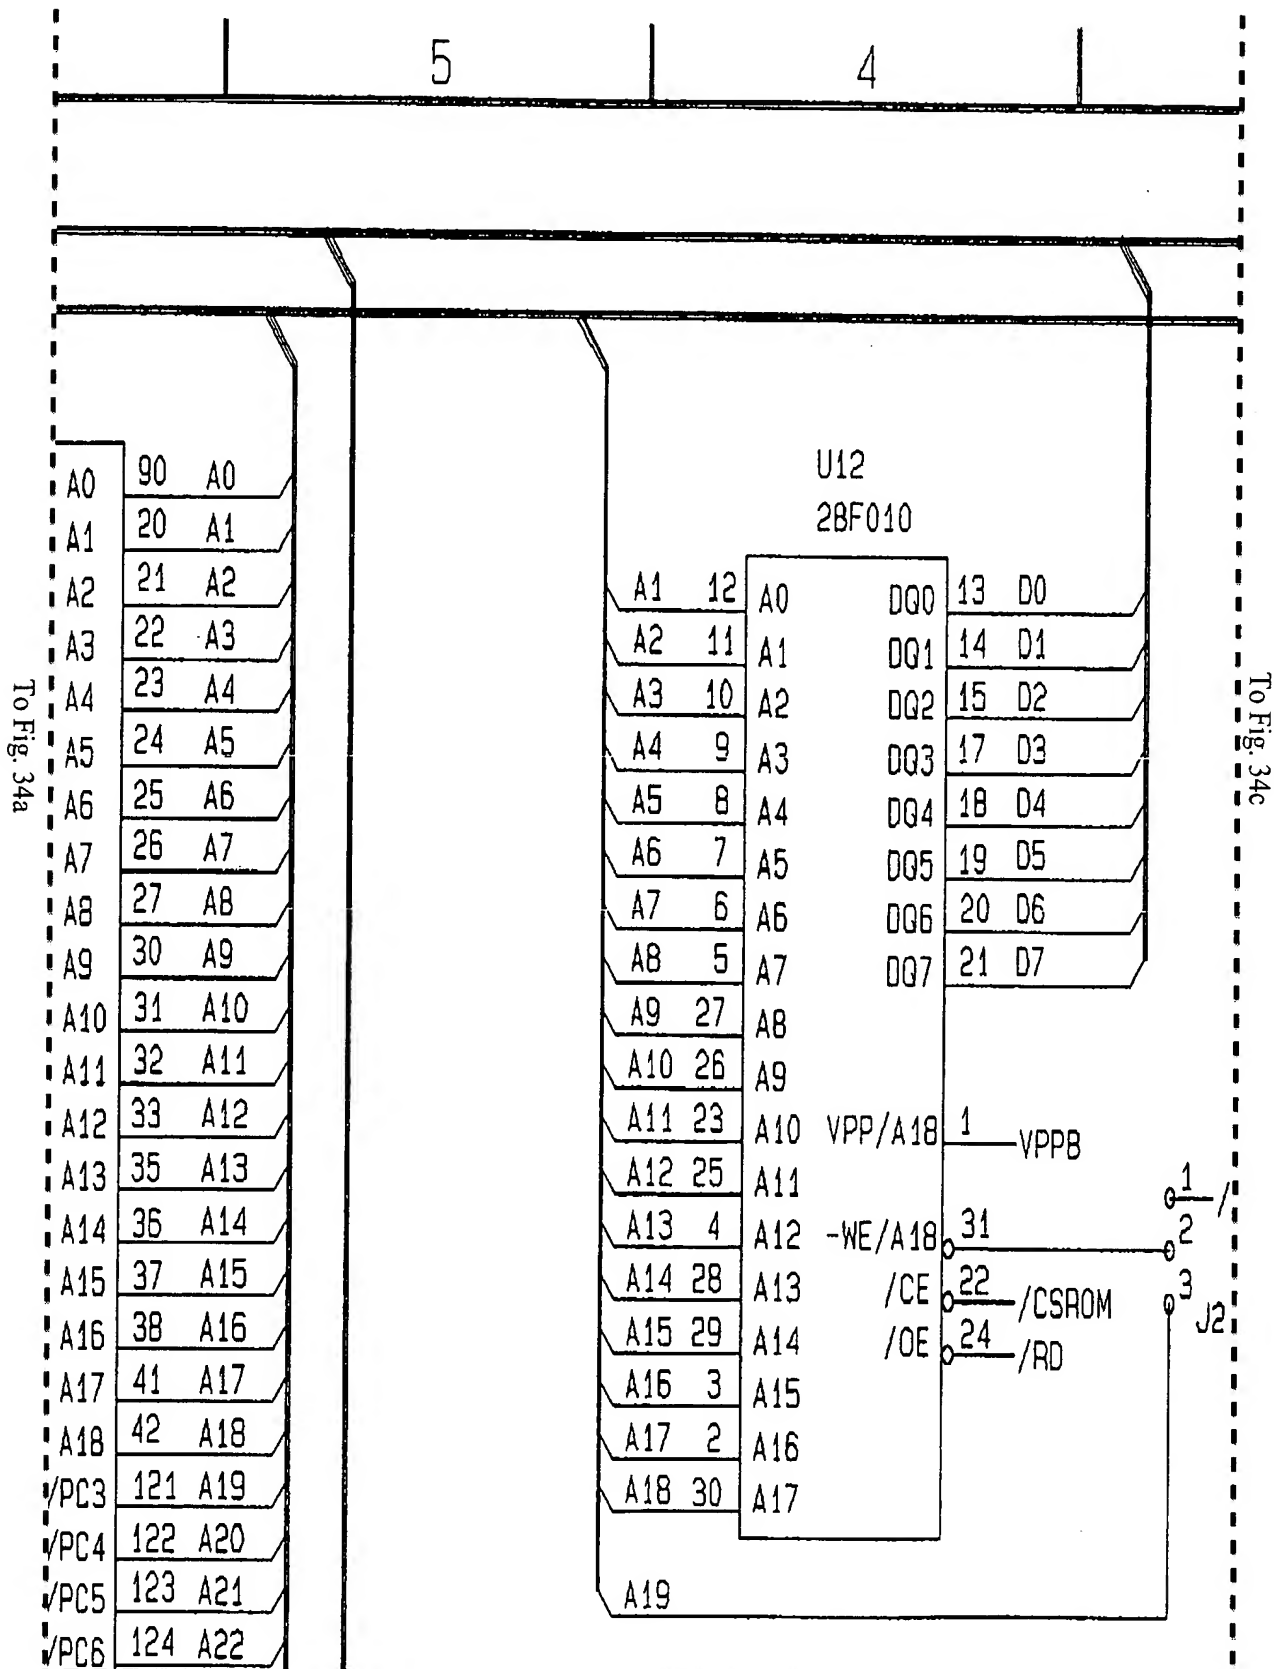 5 4
To Fig. 34a
A0 90 A0
A1 20 A1
A2 21 A2
A3 22 A3
A4 23 A4
A5 24 A5
A6 25 A6
A7 26 A7
A8 27 A8
A9 30 A9
A10 31 A10
A11 32 A11
A12 33 A12
A13 35 A13
A14 36 A14
A15 37 A15
A16 38 A16
A17 41 A17
A18 42 A18
/PC3 121 A19
/PC4 122 A20
/PC5 123 A21
/PC6 124 A22
U12
28F010
A1 12 A0 DQ0 13 D0
A2 11 A1 DQ1 14 D1
A3 10 A2 DQ2 15 D2
A4 9 A3 DQ3 17 D3
A5 8 A4 DQ4 18 D4
A6 7 A5 DQ5 19 D5
A7 6 A6 DQ6 20 D6
A8 5 A7 DQ7 21 D7
A9 27 A8
A10 26 A9
A11 23 A10 VPP/A18 1 VPPB
A12 25 A11
A13 4 A12 -WE/A18 31
A14 28 A13 /CE 22 /CSROM
A15 29 A14 /OE 24 /RD
A16 3 A15
A17 2 A16
A18 30 A17
A19
1 /
2
3
J2
To Fig. 34c